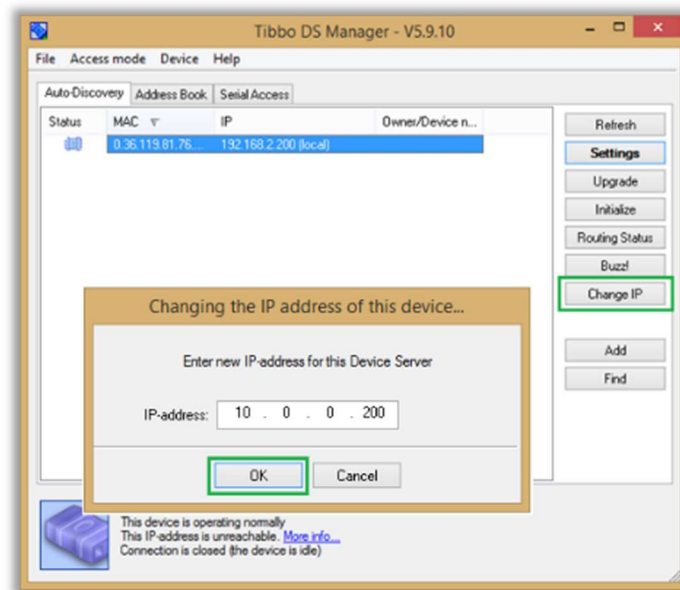 Tibbo DS Manager - V5.9.10
File Access mode Device Help
Auto-Discovery Address Book Serial Access
Status MAC IP Owner/Device n...
0.36.119.81.76.... 192.168.2.200 (local)
Refresh
Settings
Upgrade
Initialize
Routing Status
Buzz!
Change IP
Add
Find
Changing the IP address of this device...
Enter new IP-address for this Device Server
IP-address: 10 . 0 . 0 . 200
OK Cancel
This device is operating normally
This IP-address is unreachable. More info...
Connection is closed (the device is idle)